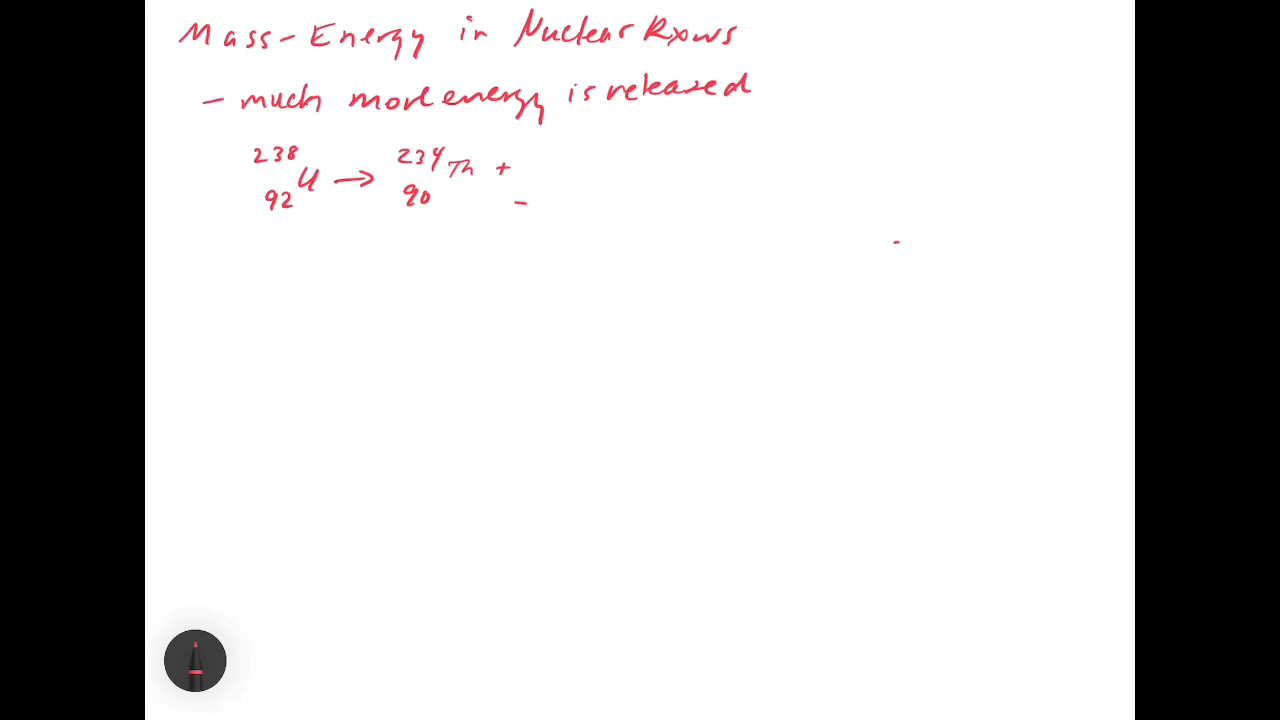 Mass-Energy in Nuclear Rxns
- much more energy is released
238 92 U → 234 90 Th +